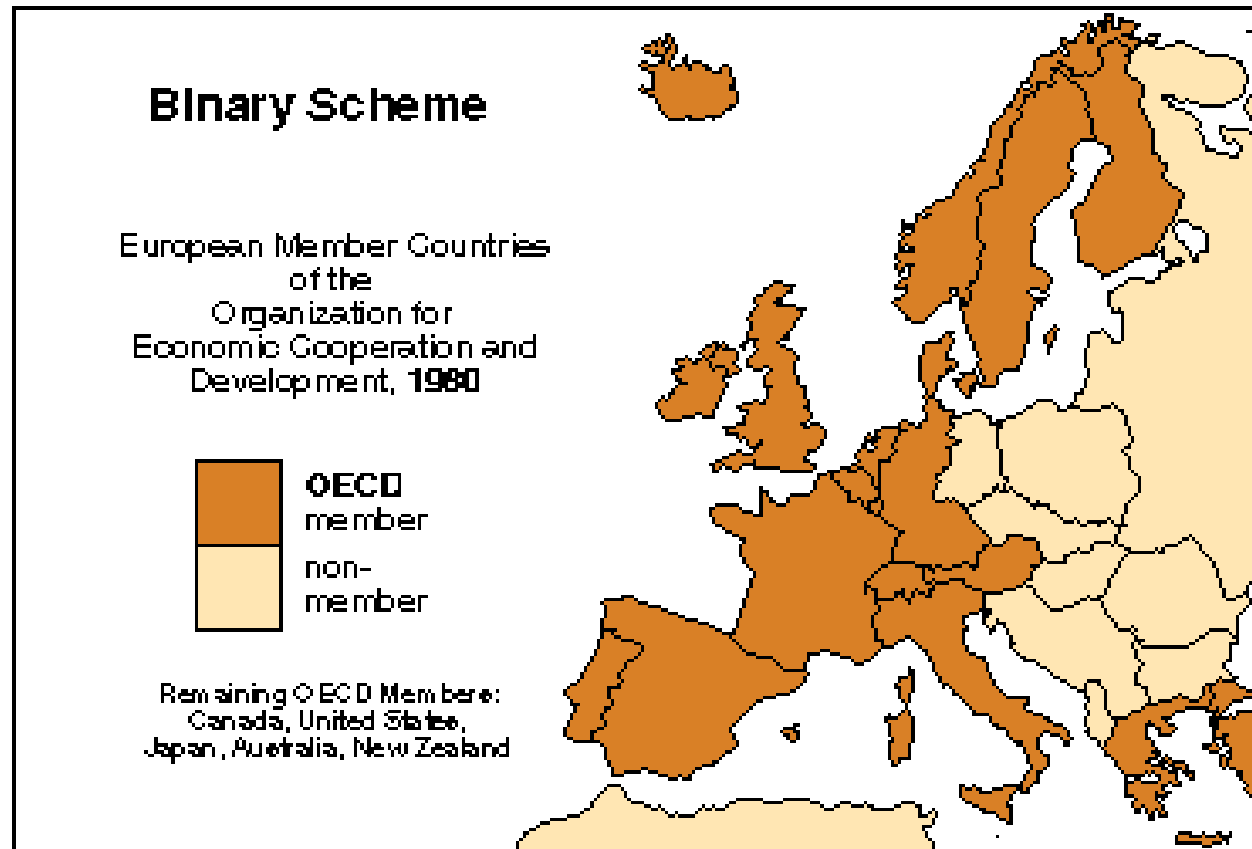 Binary Scheme
European Member Countries
of the
Organization for
Economic Cooperation and
Development, 1980
OECD
member
non-
member
Remaining OECD Members:
Canada, United States,
Japan, Australia, New Zealand